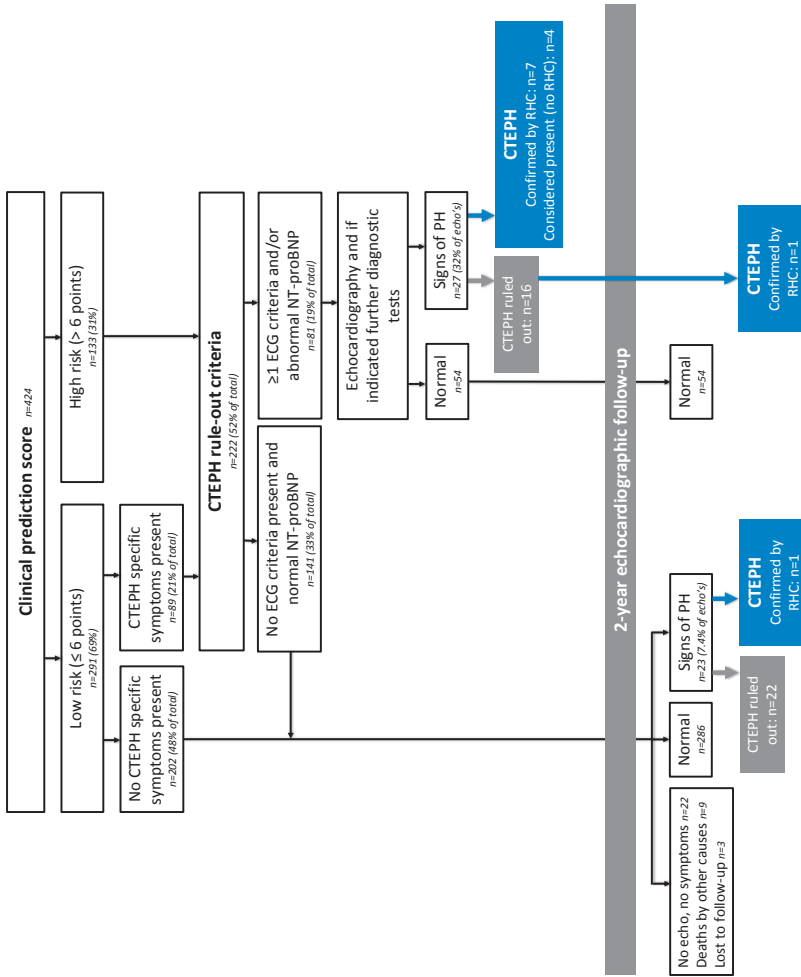 Clinical prediction score n=424
Low risk (≤ 6 points)
n=291 (69%)
High risk (> 6 points)
n=133 (31%)
No CTEPH specific
symptoms present
n=202 (48% of total)
CTEPH specific
symptoms present
n=89 (21% of total)
CTEPH rule-out criteria
n=222 (52% of total)
No ECG criteria present and
normal NT-proBNP
n=141 (33% of total)
≥1 ECG criteria and/or
abnormal NT-proBNP
n=81 (19% of total)
Echocardiography and if
indicated further diagnostic
tests
Normal
n=54
Signs of PH
n=27 (32% of echo's)
CTEPH ruled
out: n=16
CTEPH
Confirmed by RHC: n=7
Considered present (no RHC): n=4
2-year echocardiographic follow-up
No echo, no symptoms n=22
Deaths by other causes n=9
Lost to follow-up n=3
Normal
n=286
Signs of PH
n=23 (7.4% of echo's)
Normal
n=54
CTEPH ruled
out: n=22
CTEPH
Confirmed by
RHC: n=1
CTEPH
Confirmed by
RHC: n=1